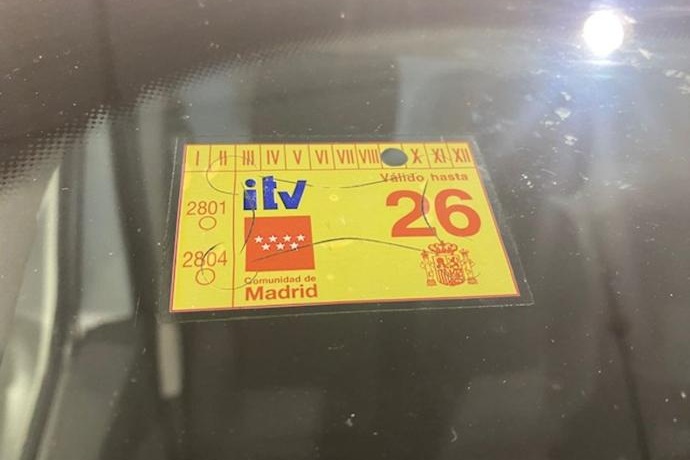 I II III IV V VI VII VIII X XI XII
itv
Válido hasta
26
2801
2804
Comunidad de
Madrid